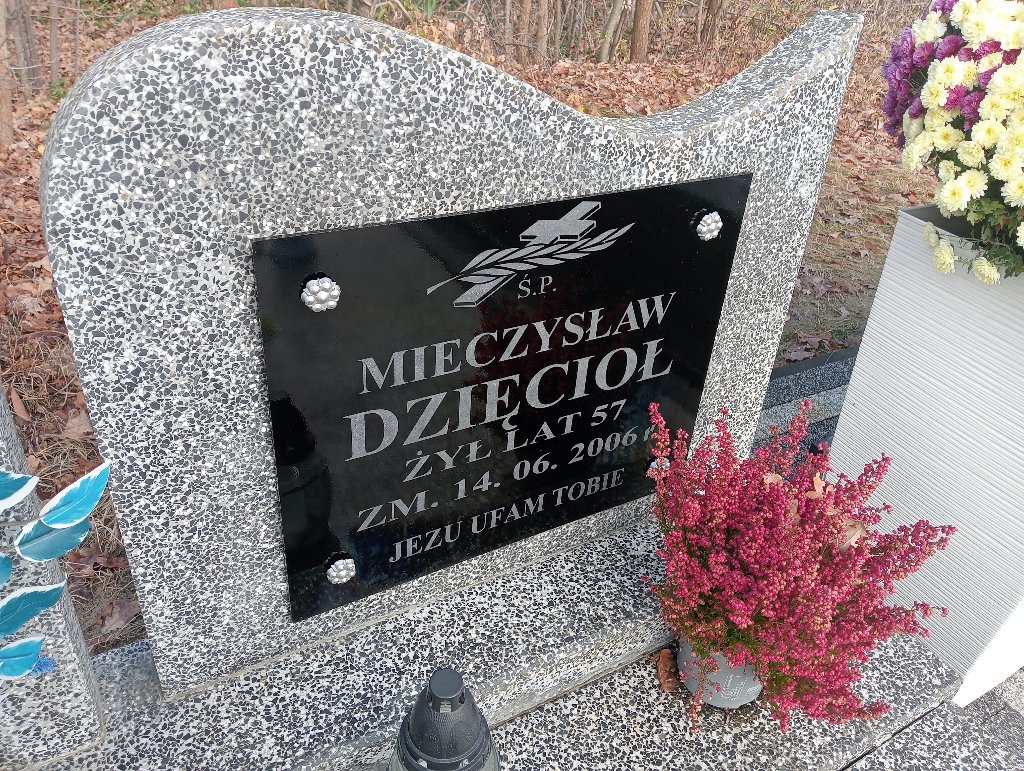 Ś.P.
MIECZYSŁAW
DZIĘCIOŁ
ŻYŁ LAT 57
ZM. 14. 06. 2006 r.
JEZU UFAM TOBIE